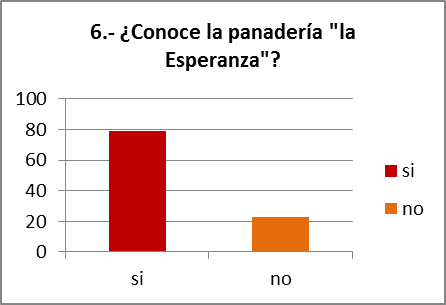 6.- ¿Conoce la panadería "la
Esperanza"?
100
80
60
40
20
0
si
no
si
no